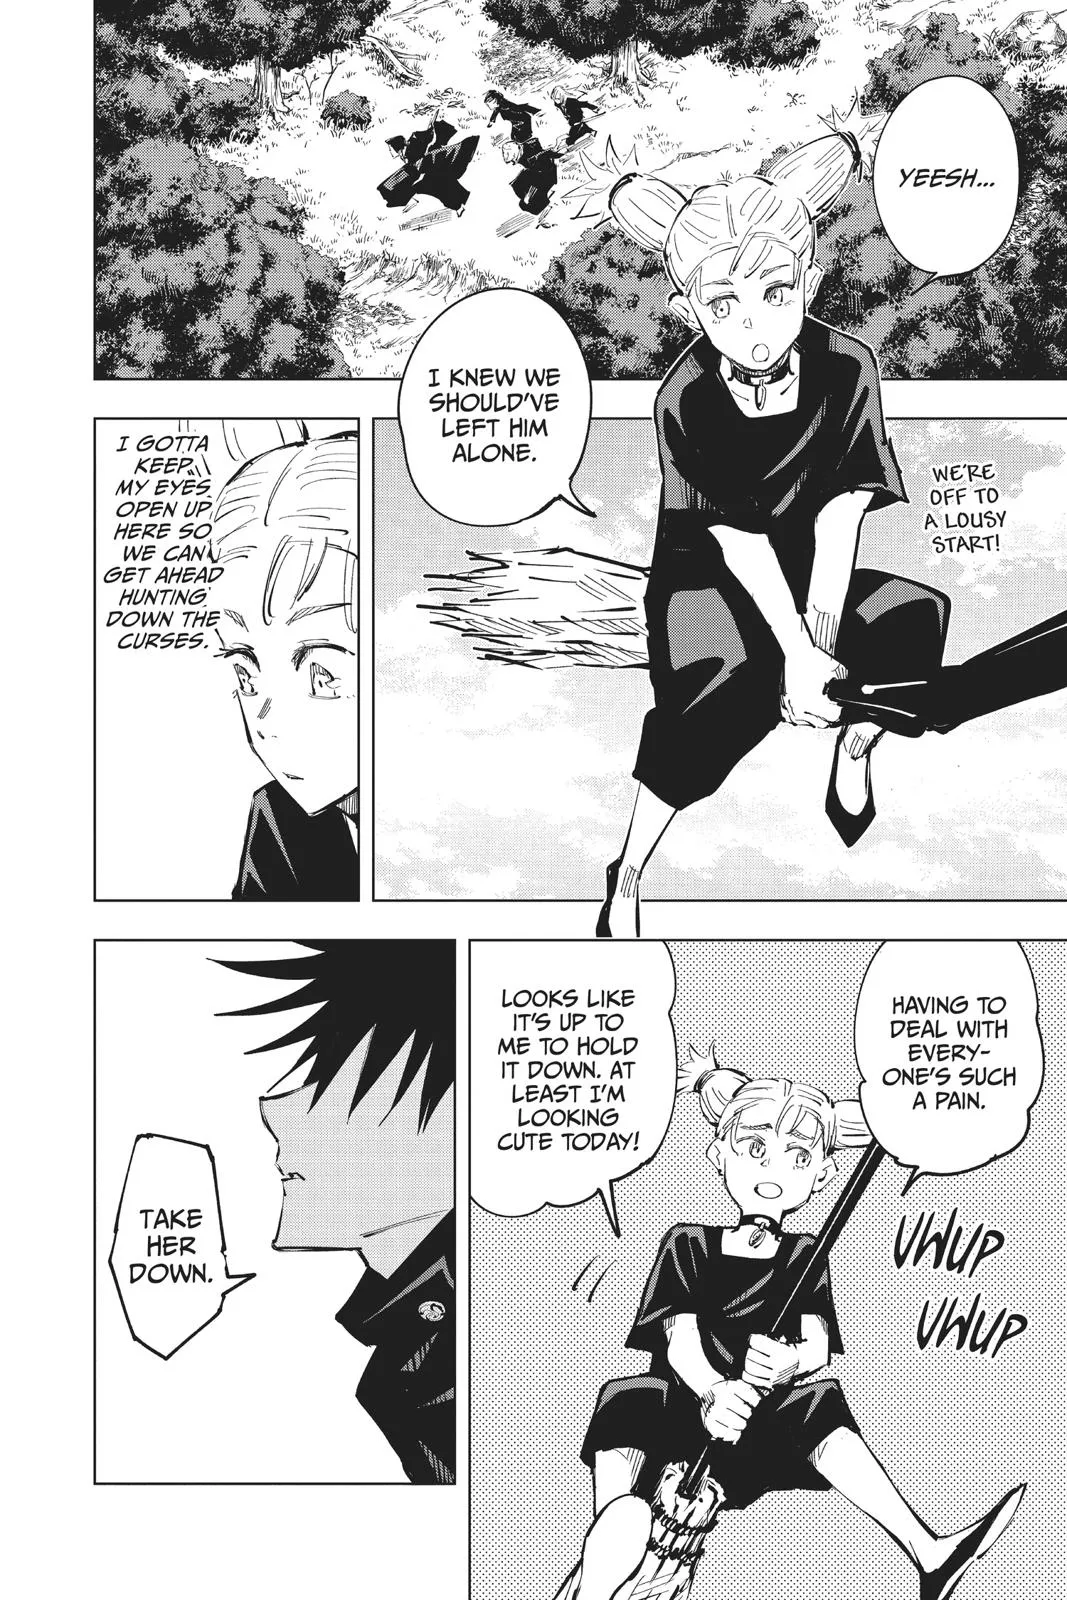 YEESH...
I KNEW WE
SHOULD'VE
LEFT HIM
ALONE.
WE'RE
OFF TO
A LOUSY
START!
I GOTTA
KEEP
MY EYES
OPEN UP
HERE SO
WE CAN
GET AHEAD
HUNTING
DOWN THE
CURSES.
HAVING TO
DEAL WITH
EVERY-
ONE'S SUCH
A PAIN.
LOOKS LIKE
IT'S UP TO
ME TO HOLD
IT DOWN. AT
LEAST I'M
LOOKING
CUTE TODAY!
VWUP
VWUP
TAKE
HER
DOWN.